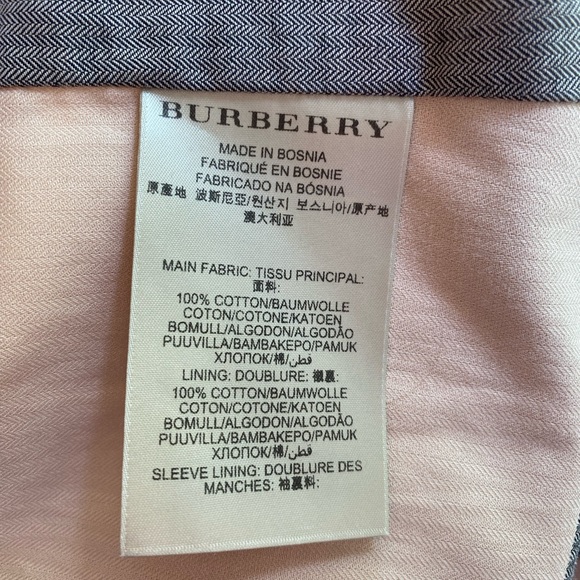 BURBERRY
MADE IN BOSNIA
FABRIQUÉ EN BOSNIE
FABRICADO NA BÓSNIA
原產地 波斯尼亞/원산지 보스니아/原产地
澳大利亚
MAIN FABRIC: TISSU PRINCIPAL:
面料:
100% COTTON/BAUMWOLLE
COTON/COTONE/KATOEN
BOMULL/ALGODON/ALGODÃO
PUUVILLA/BAMBAKEPO/PAMUK
ХЛОПОК/棉/قطن
LINING: DOUBLURE: 襯裏:
100% COTTON/BAUMWOLLE
COTON/COTONE/KATOEN
BOMULL/ALGODON/ALGODÃO
PUUVILLA/BAMBAKEPO/PAMUK
ХЛОПОК/棉/قطن
SLEEVE LINING: DOUBLURE DES
MANCHES: 袖裏料: